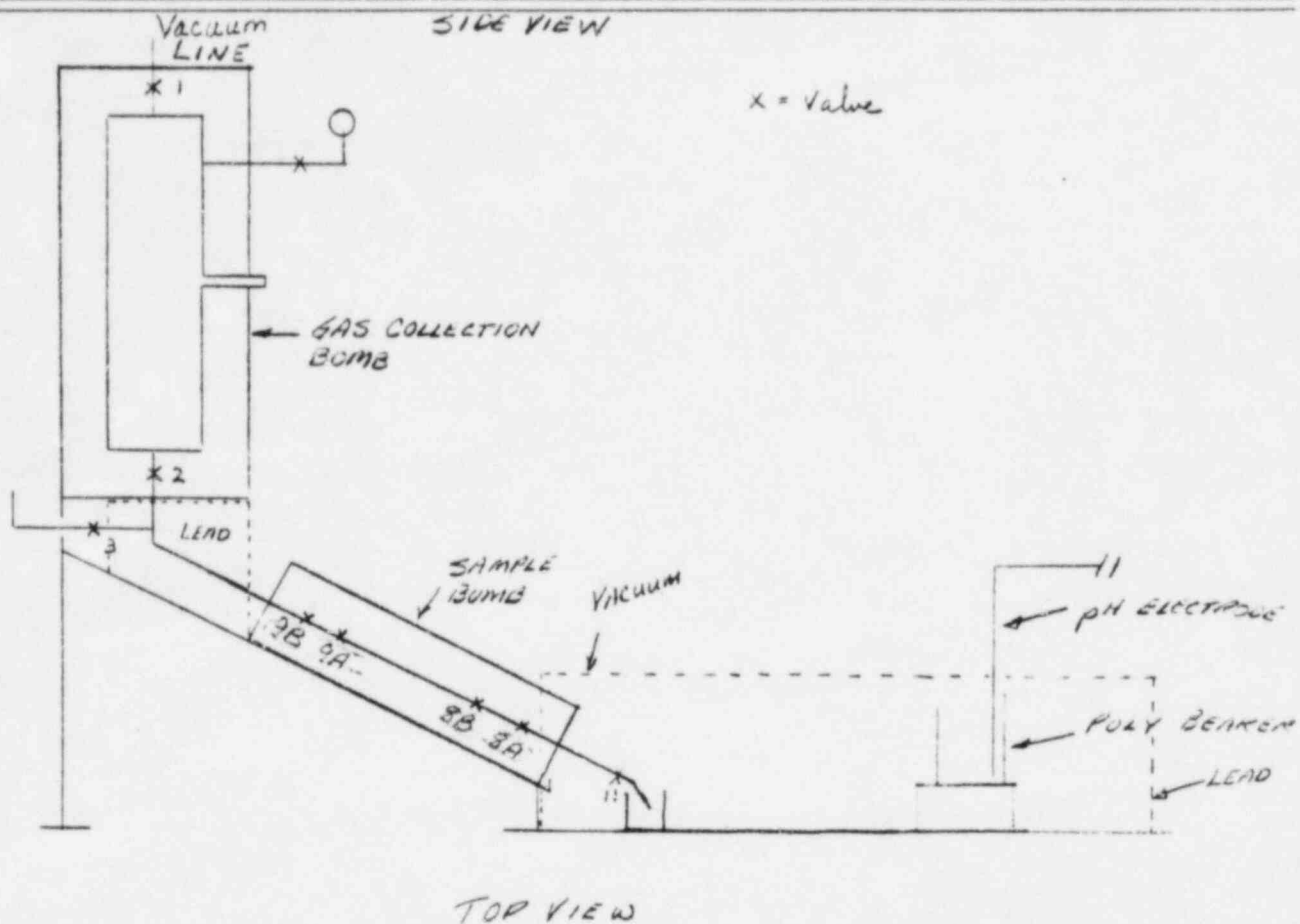 SIDE VIEW
Vacuum
LINE
1
x = Valve
GAS COLLECTION
BOMB
2
LEAD
3
SAMPLE
BOMB
VACUUM
9B 9A
8B 8A
11
pH ELECTRODE
POLY BEAKER
LEAD
TOP VIEW